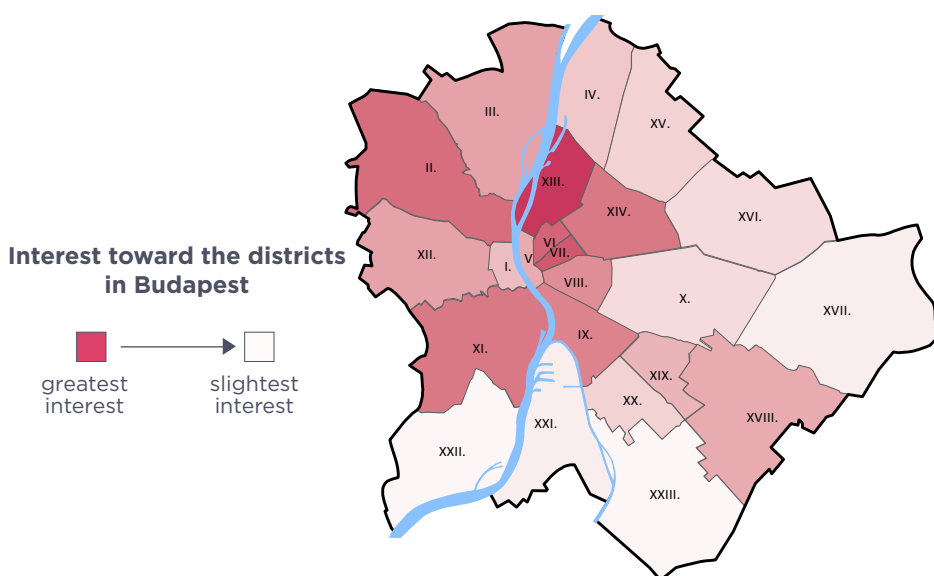 Interest toward the districts
in Budapest
greatest
interest
slightest
interest
IV.
III.
XV.
II.
XIII.
XIV.
XVI.
VI.
XII.
V.
VII.
I.
VIII.
X.
XVII.
IX.
XI.
XIX.
XX.
XVIII.
XXI.
XXII.
XXIII.